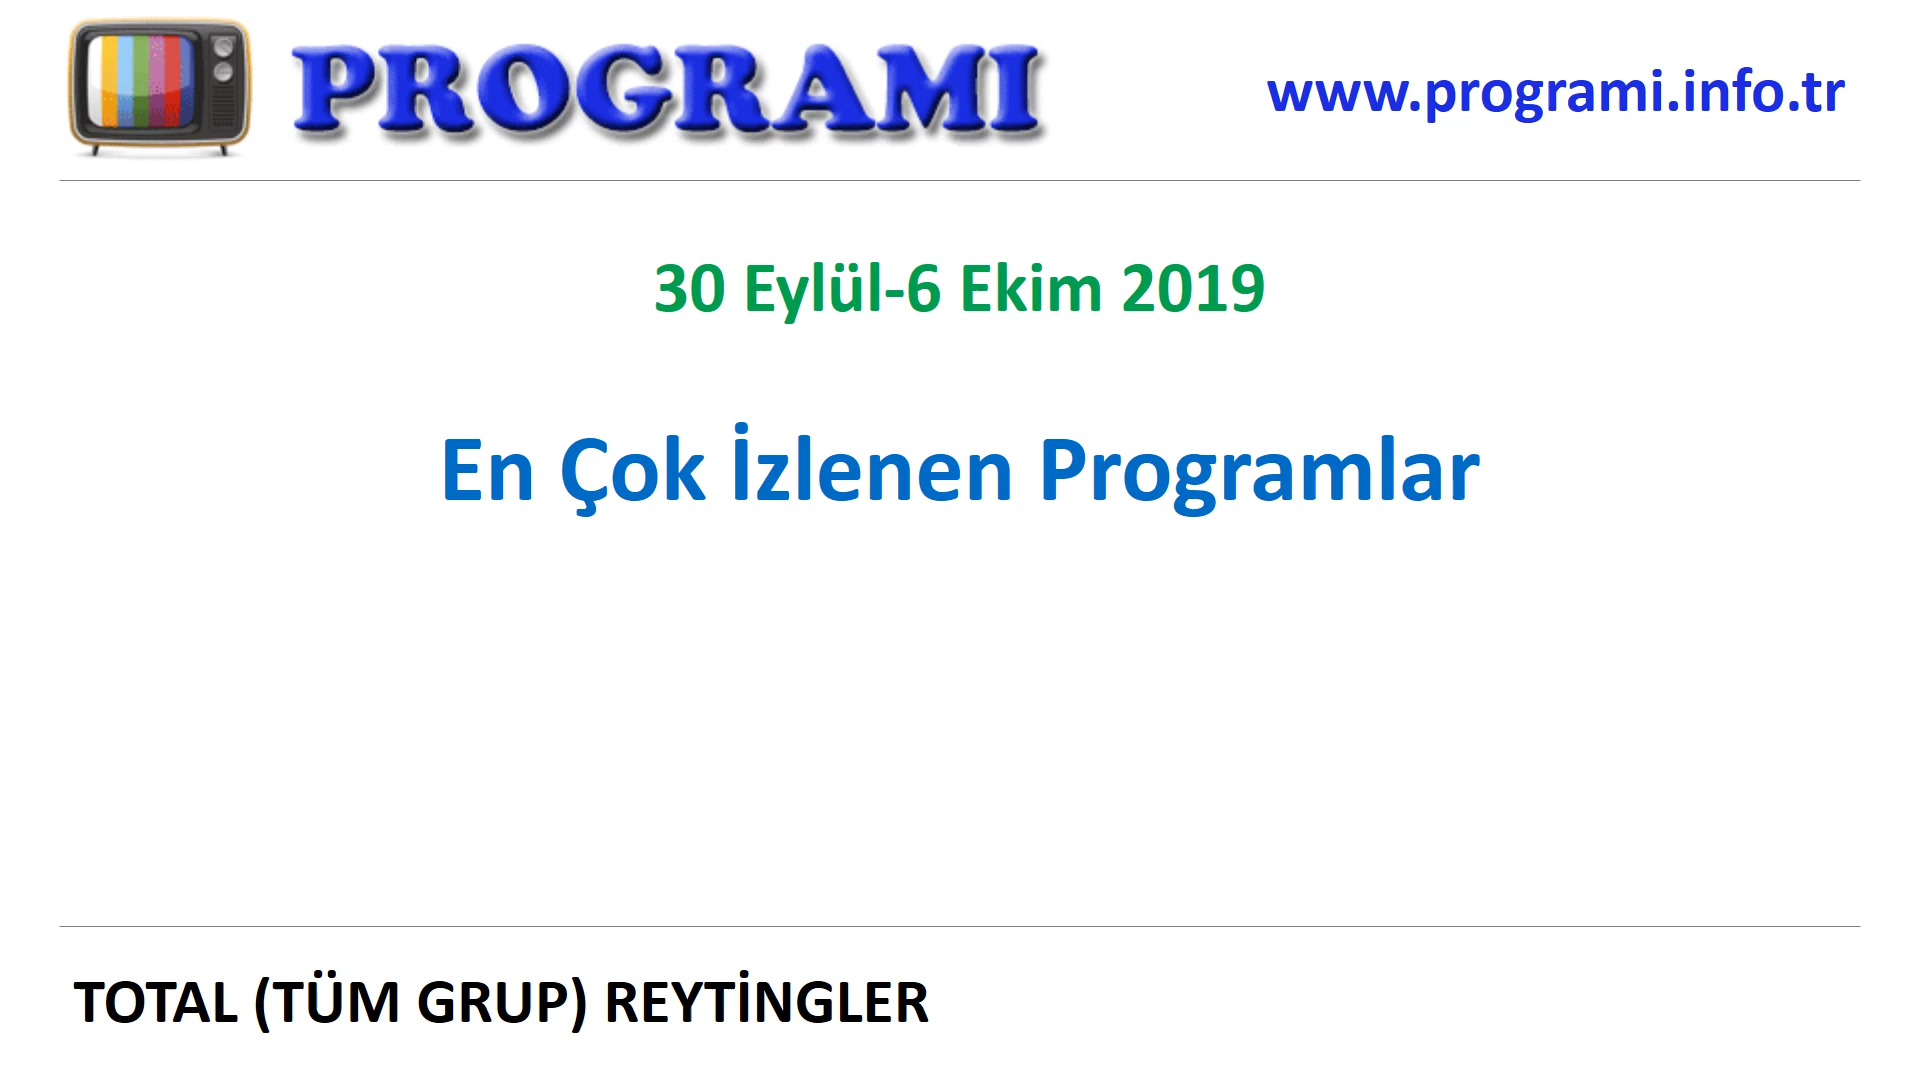 PROGRAMI
www.programi.info.tr
30 Eylül-6 Ekim 2019
En Çok İzlenen Programlar
TOTAL (TÜM GRUP) REYTİNGLER